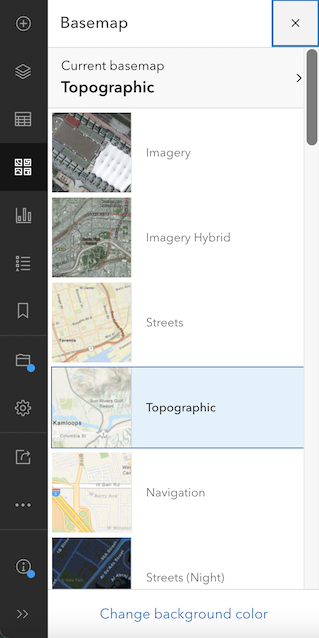 Basemap
Current basemap
Topographic
Imagery
Imagery Hybrid
Streets
Toronto
Topographic
Sun Rivers Golf
Resort
Kamloops
Columbia St
Navigation
Streets (Night)
Change background color